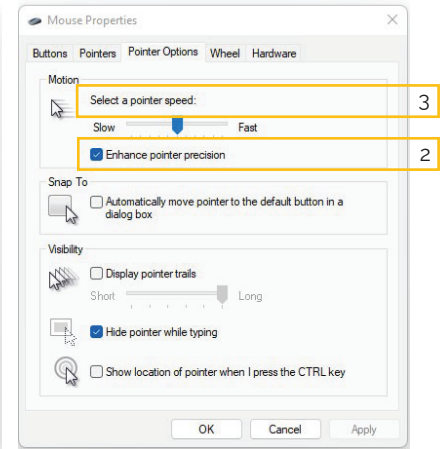 Mouse Properties
Buttons Pointers Pointer Options Wheel Hardware
Motion
Select a pointer speed:
3
Slow Fast
Enhance pointer precision
2
Snap To
Automatically move pointer to the default button in a
dialog box
Visibility
Display pointer trails
Short Long
Hide pointer while typing
Show location of pointer when I press the CTRL key
OK Cancel Apply